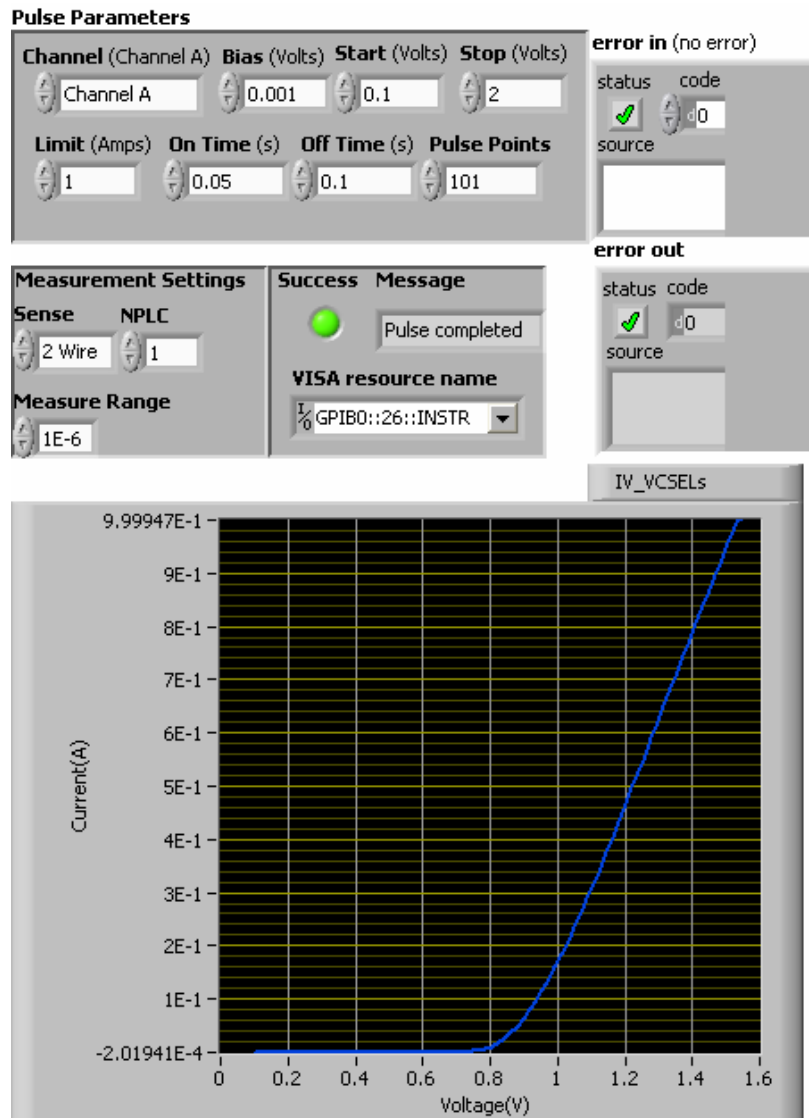 Pulse Parameters
Channel (Channel A) Bias (Volts) Start (Volts) Stop (Volts)
Channel A 0.001 0.1 2
Limit (Amps) On Time (s) Off Time (s) Pulse Points
1 0.05 0.1 101
error in (no error)
status code
d0
source
error out
status code
d0
source
Measurement Settings
Sense NPLC
2 Wire 1
Measure Range
1E-6
Success Message
Pulse completed
VISA resource name
I/O GPIB0::26::INSTR
IV_VCSELs
9.99947E-1
9E-1
8E-1
7E-1
6E-1
5E-1
4E-1
3E-1
2E-1
1E-1
-2.01941E-4
Current(A)
0 0.2 0.4 0.6 0.8 1 1.2 1.4 1.6
Voltage(V)